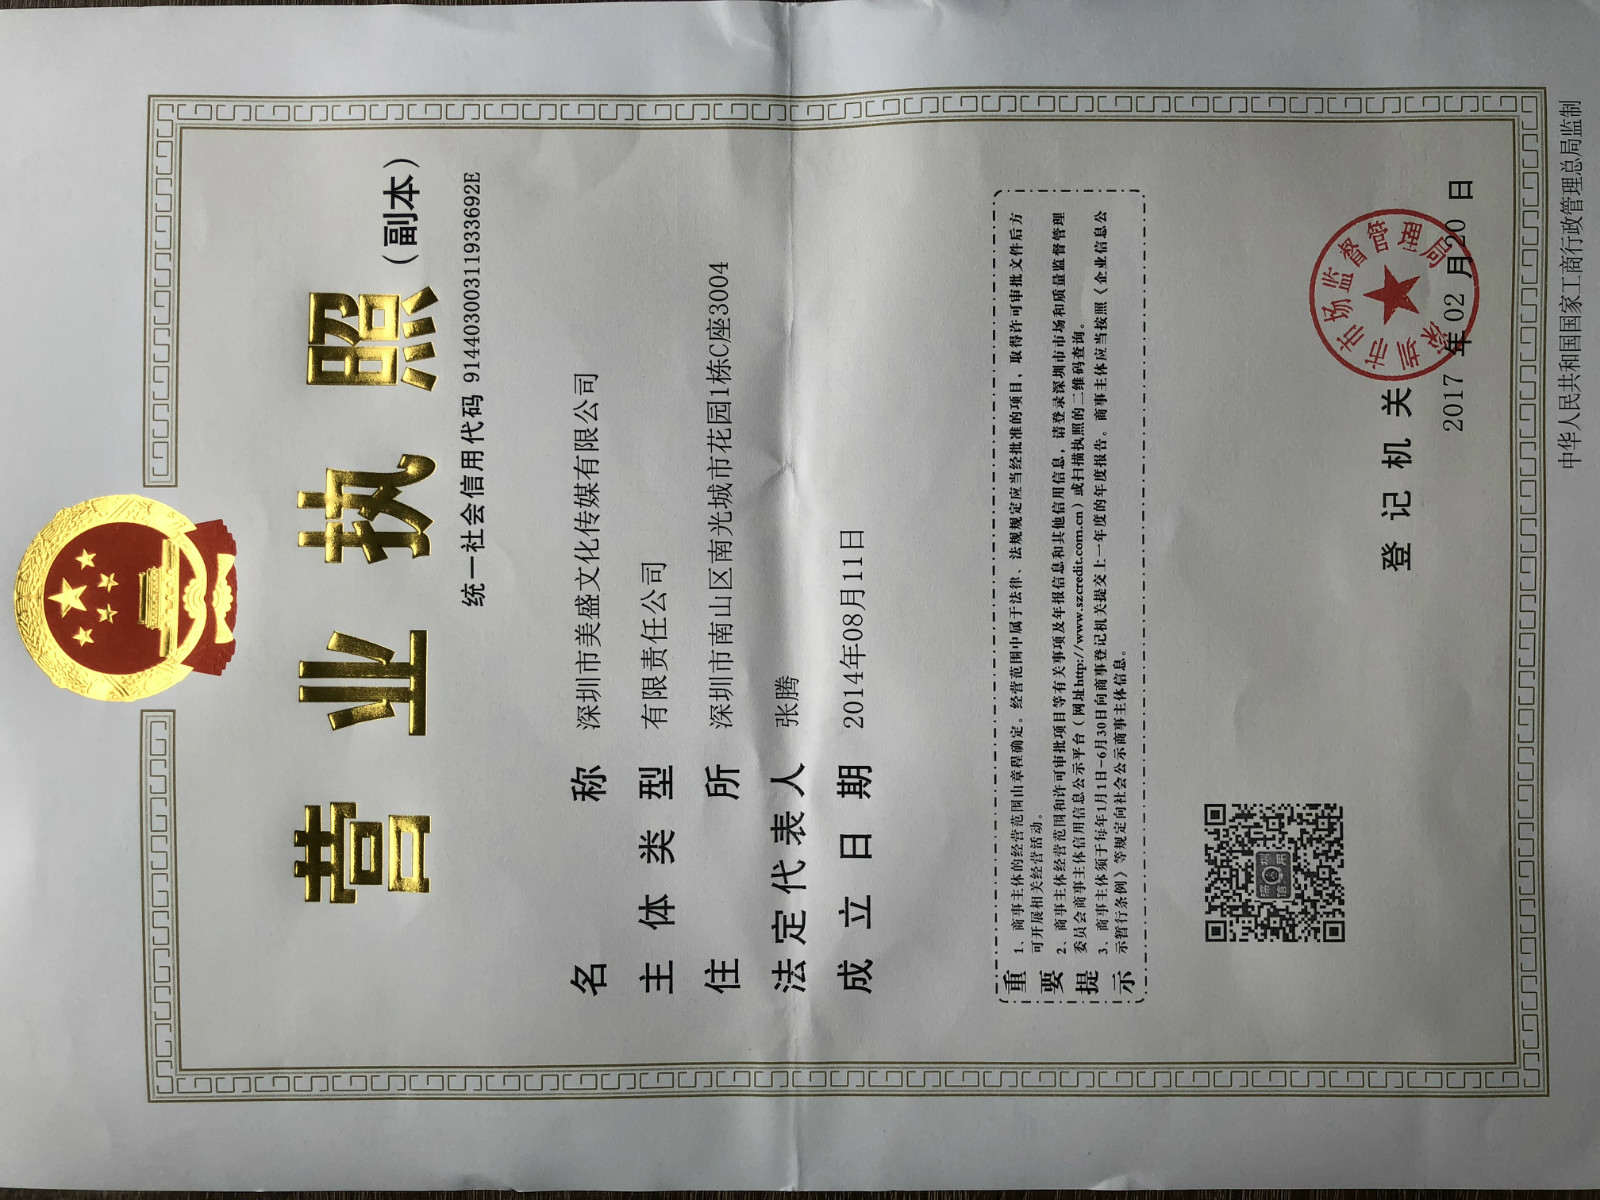 营业执照
（副本）
统一社会信用代码 91440300311933692E
名称 深圳市美盛文化传媒有限公司
主体类型 有限责任公司
住所 深圳市南山区南光城市花园1栋C座3004
法定代表人 张腾
成立日期 2014年08月11日
重要提示
1、商事主体的经营范围由章程确定。经营范围中属于法律、法规规定应当经批准的项目，取得许可审批文件后方
可开展相关经营活动。
2、商事主体经营范围和许可审批项目等有关事项及年报信息和其他信用信息，请登录深圳市市场和质量监督管理
委员会商事主体信用信息公示平台（网址http://www.szcredit.com.cn）或扫描执照的二维码查询。
3、商事主体须于每年1月1日-6月30日向商事登记机关提交上一年度的年度报告。商事主体应当按照《企业信息公
示暂行条例》等规定向社会公示商事主体信息。
深圳信用
登记机关
深圳市市场监督管理局
2017年02月20日
中华人民共和国国家工商行政管理总局监制